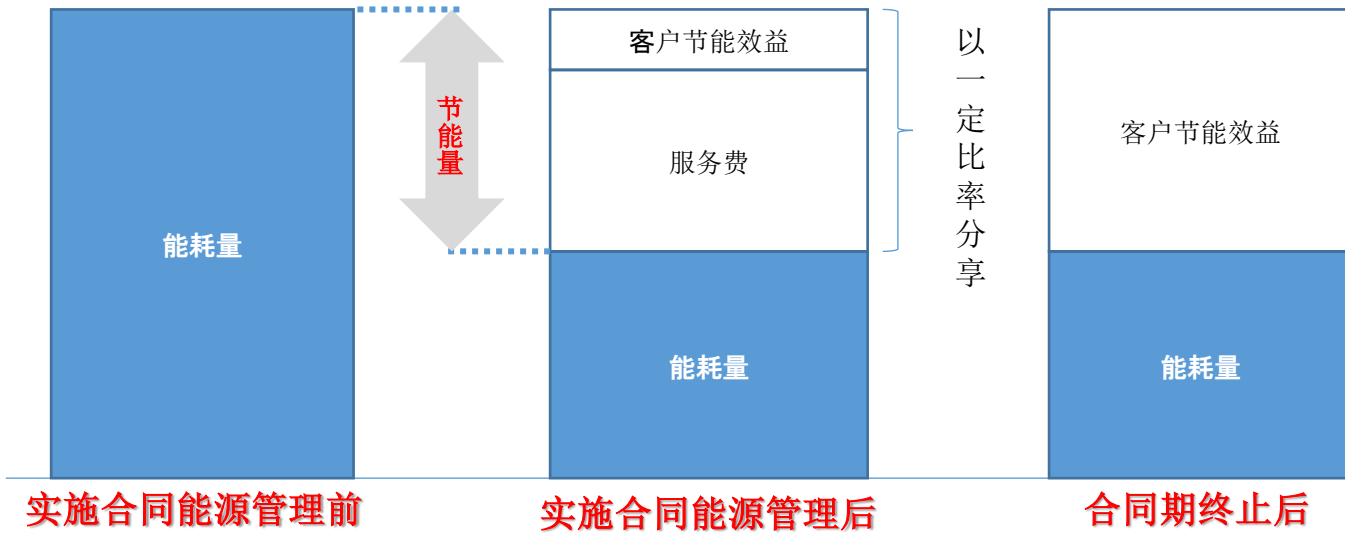 能耗量
节能量
客户节能效益
服务费
能耗量
以一定比率分享
客户节能效益
能耗量
实施合同能源管理前
实施合同能源管理后
合同期终止后